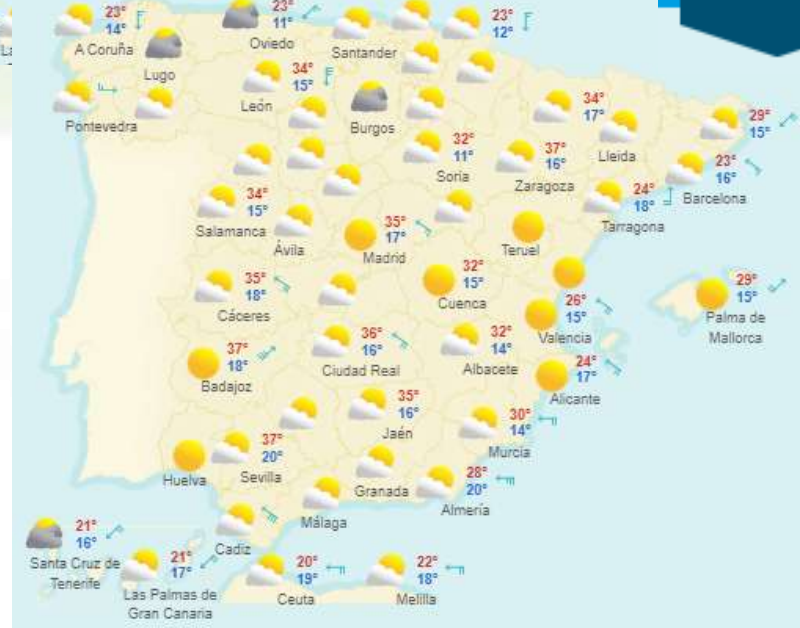 23°
14°
A Coruña
23°
11°
Oviedo
Santander
23°
12°
La
Lugo
34°
15°
León
Burgos
34°
17°
Lleida
29°
15°
Pontevedra
32°
11°
Soria
37°
16°
Zaragoza
23°
16°
Barcelona
34°
15°
Salamanca
Ávila
35°
17°
Madrid
Teruel
24°
18°
Tarragona
35°
18°
Cáceres
32°
15°
Cuenca
26°
15°
Valencia
29°
15°
Palma de
Mallorca
37°
18°
Badajoz
36°
16°
Ciudad Real
32°
14°
Albacete
24°
17°
Alicante
35°
16°
Jaén
30°
14°
Murcia
Huelva
37°
20°
Sevilla
Granada
28°
20°
Almería
Málaga
Cadiz
21°
16°
Santa Cruz de
Tenerife
21°
17°
Las Palmas de
Gran Canaria
20°
19°
Ceuta
22°
18°
Melilla